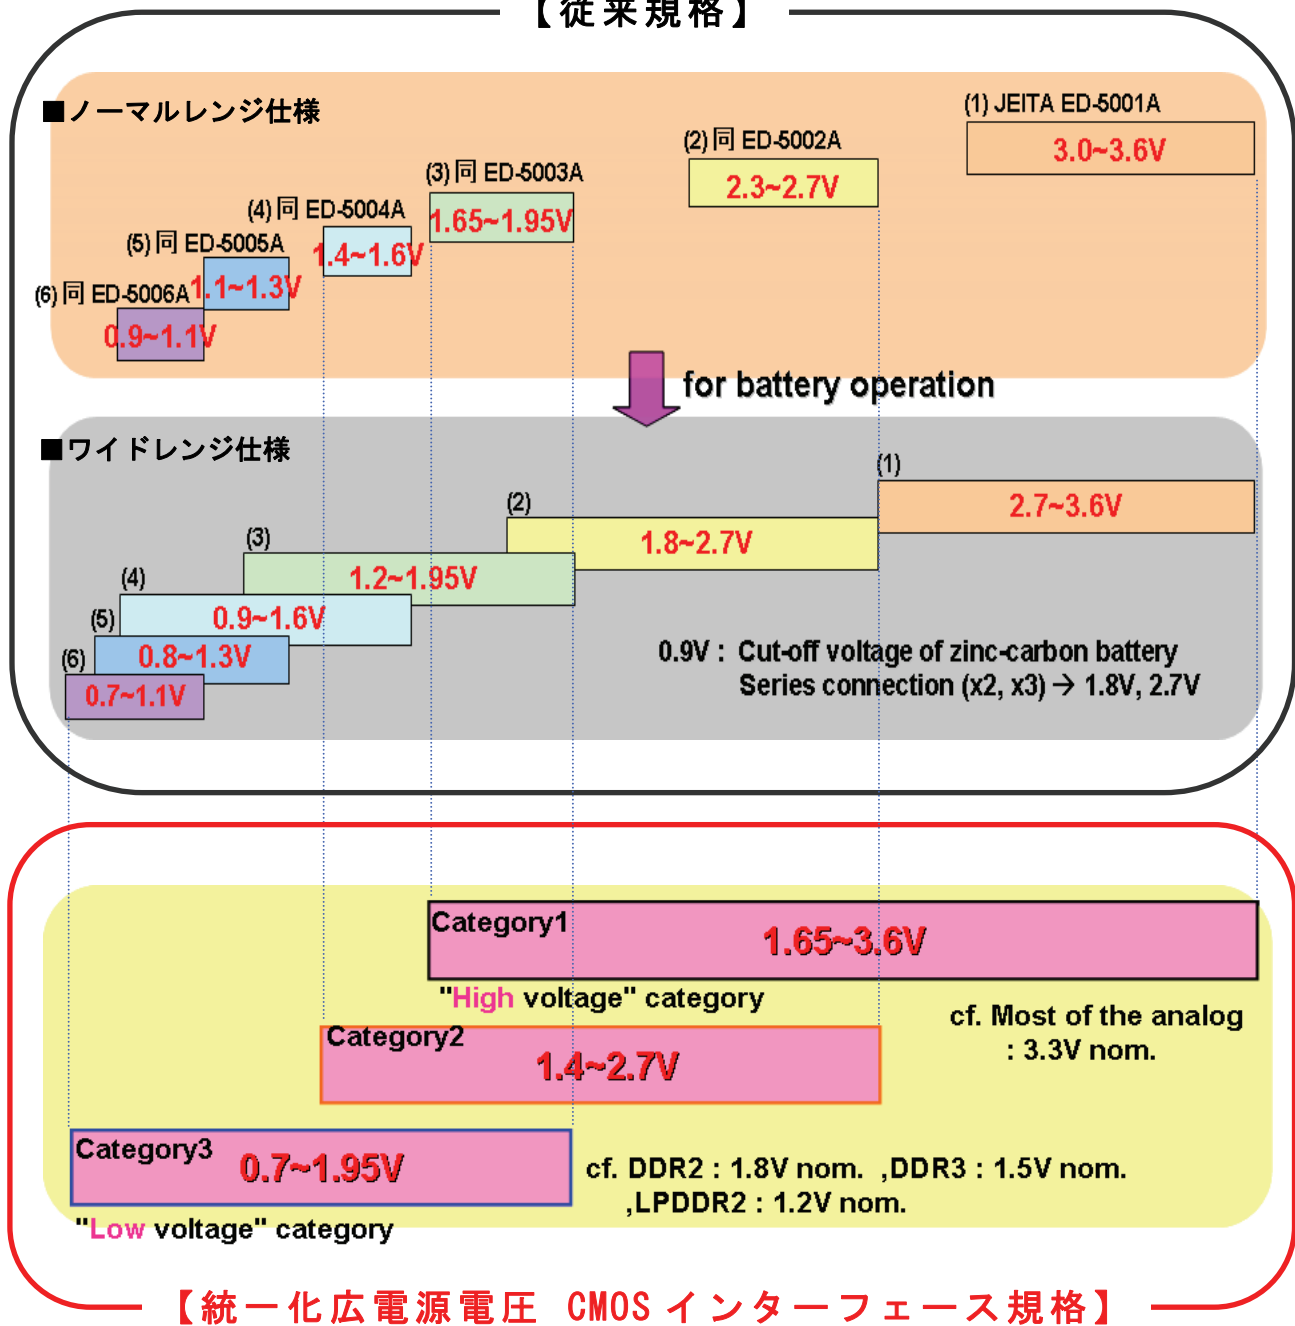 【従来規格】
■ノーマルレンジ仕様
(1) JEITA ED-5001A
3.0~3.6V
(2) 同 ED-5002A
2.3~2.7V
(3) 同 ED-5003A
1.65~1.95V
(4) 同 ED-5004A
1.4~1.6V
(5) 同 ED-5005A
1.1~1.3V
(6) 同 ED-5006A
0.9~1.1V
for battery operation
■ワイドレンジ仕様
(1)
2.7~3.6V
(2)
1.8~2.7V
(3)
1.2~1.95V
(4)
0.9~1.6V
(5)
0.8~1.3V
(6)
0.7~1.1V
0.9V : Cut-off voltage of zinc-carbon battery
Series connection (x2, x3) → 1.8V, 2.7V
Category1
1.65~3.6V
"High voltage" category
cf. Most of the analog
: 3.3V nom.
Category2
1.4~2.7V
Category3
0.7~1.95V
cf. DDR2 : 1.8V nom. ,DDR3 : 1.5V nom.
,LPDDR2 : 1.2V nom.
"Low voltage" category
【統一化広電源電圧 CMOS インターフェース規格】